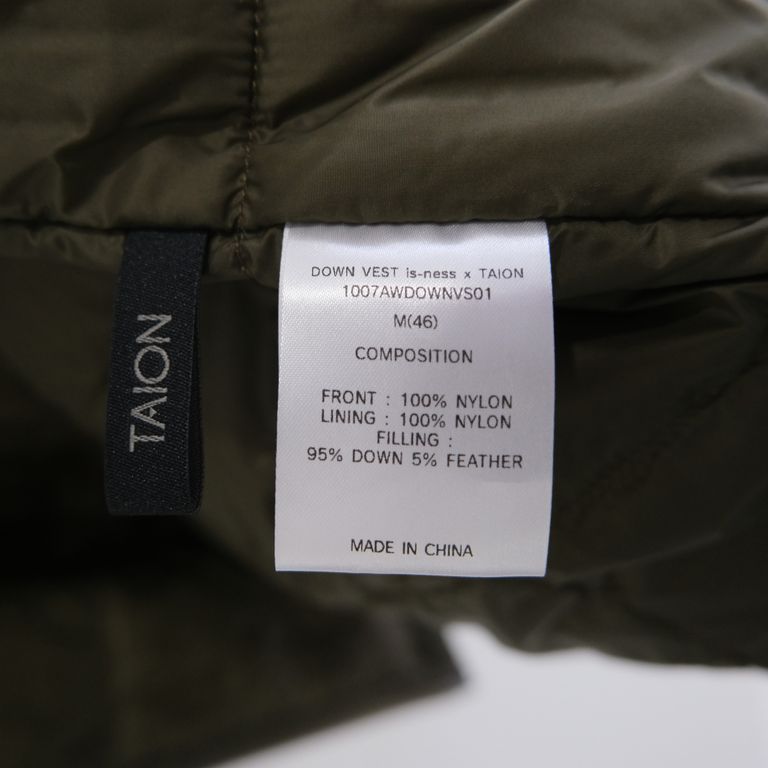 TAION
DOWN VEST is-ness x TAION
1007AWDOWNVS01
M(46)
COMPOSITION
FRONT : 100% NYLON
LINING : 100% NYLON
FILLING :
95% DOWN 5% FEATHER
MADE IN CHINA